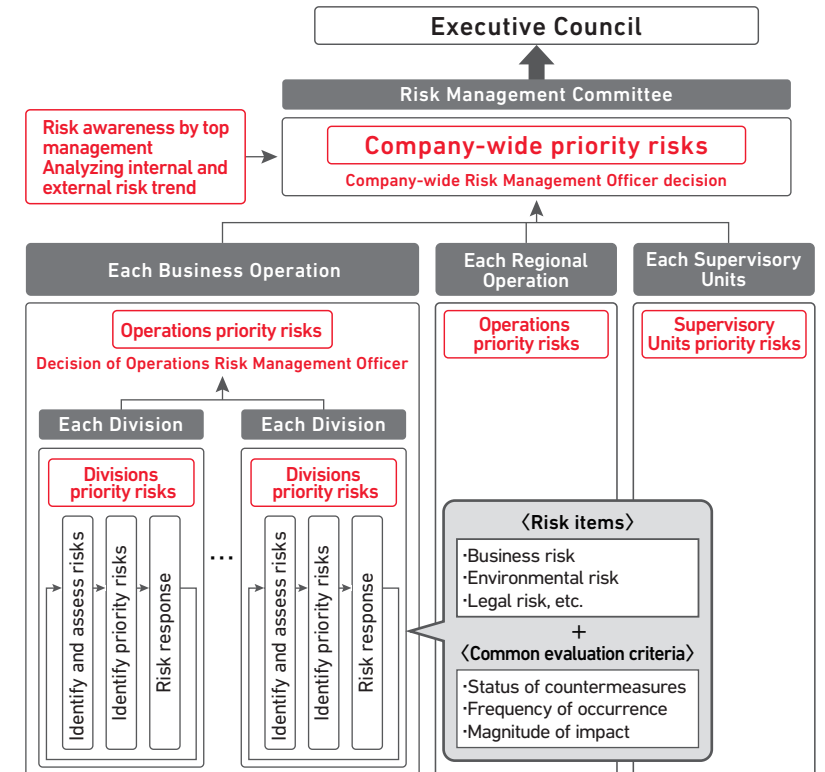 Executive Council
Risk Management Committee
Risk awareness by top
management
Analyzing internal and
external risk trend
Company-wide priority risks
Company-wide Risk Management Officer decision
Each Business Operation
Each Regional
Operation
Each Supervisory
Units
Operations priority risks
Decision of Operations Risk Management Officer
Operations
priority risks
Supervisory
Units priority risks
Each Division
Each Division
Divisions
priority risks
Divisions
priority risks
Identify and assess risks
Identify priority risks
Risk response
...
Identify and assess risks
Identify priority risks
Risk response
〈Risk items〉
·Business risk
·Environmental risk
·Legal risk, etc.
+
〈Common evaluation criteria〉
·Status of countermeasures
·Frequency of occurrence
·Magnitude of impact